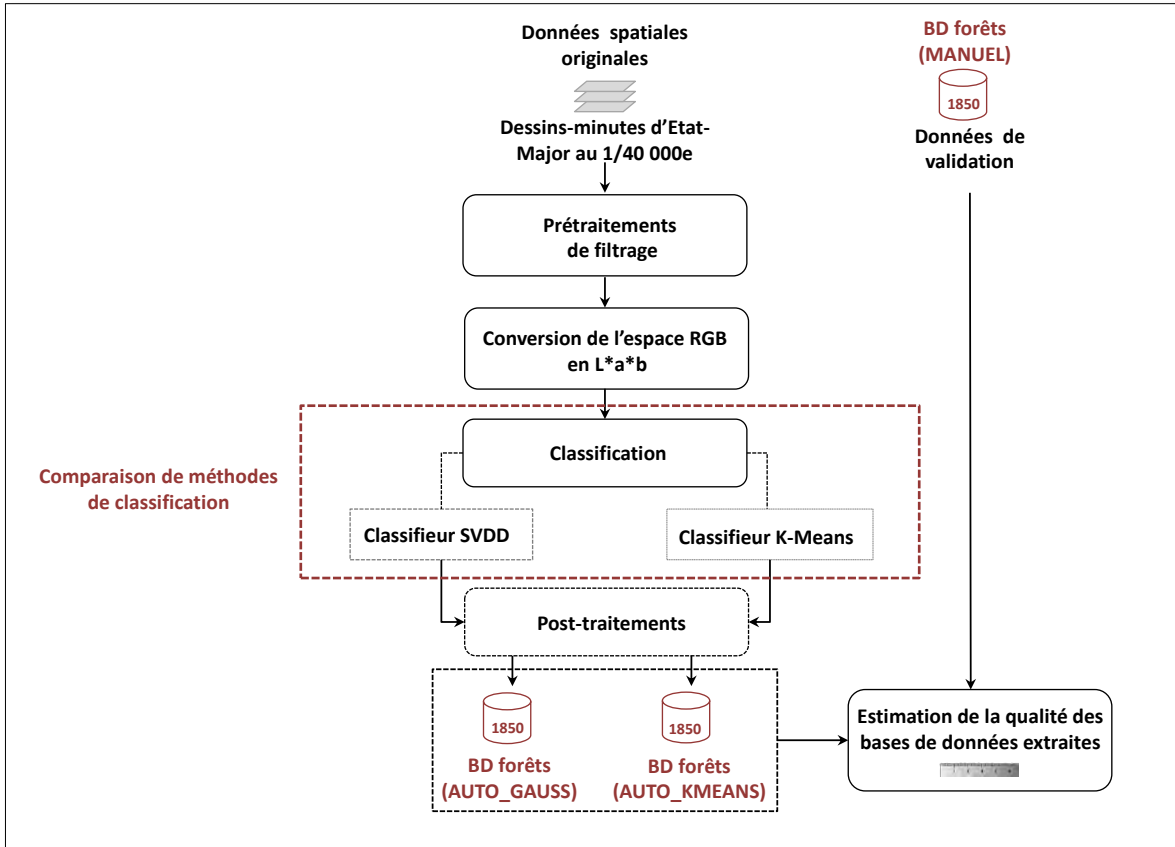 Données spatiales
originales
Dessins-minutes d'Etat-
Major au 1/40 000e
BD forêts
(MANUEL)
1850
Données de
validation
Prétraitements
de filtrage
Conversion de l'espace RGB
en L*a*b
Classification
Comparaison de méthodes
de classification
Classifieur SVDD
Classifieur K-Means
Post-traitements
1850
BD forêts
(AUTO_GAUSS)
1850
BD forêts
(AUTO_KMEANS)
Estimation de la qualité des
bases de données extraites